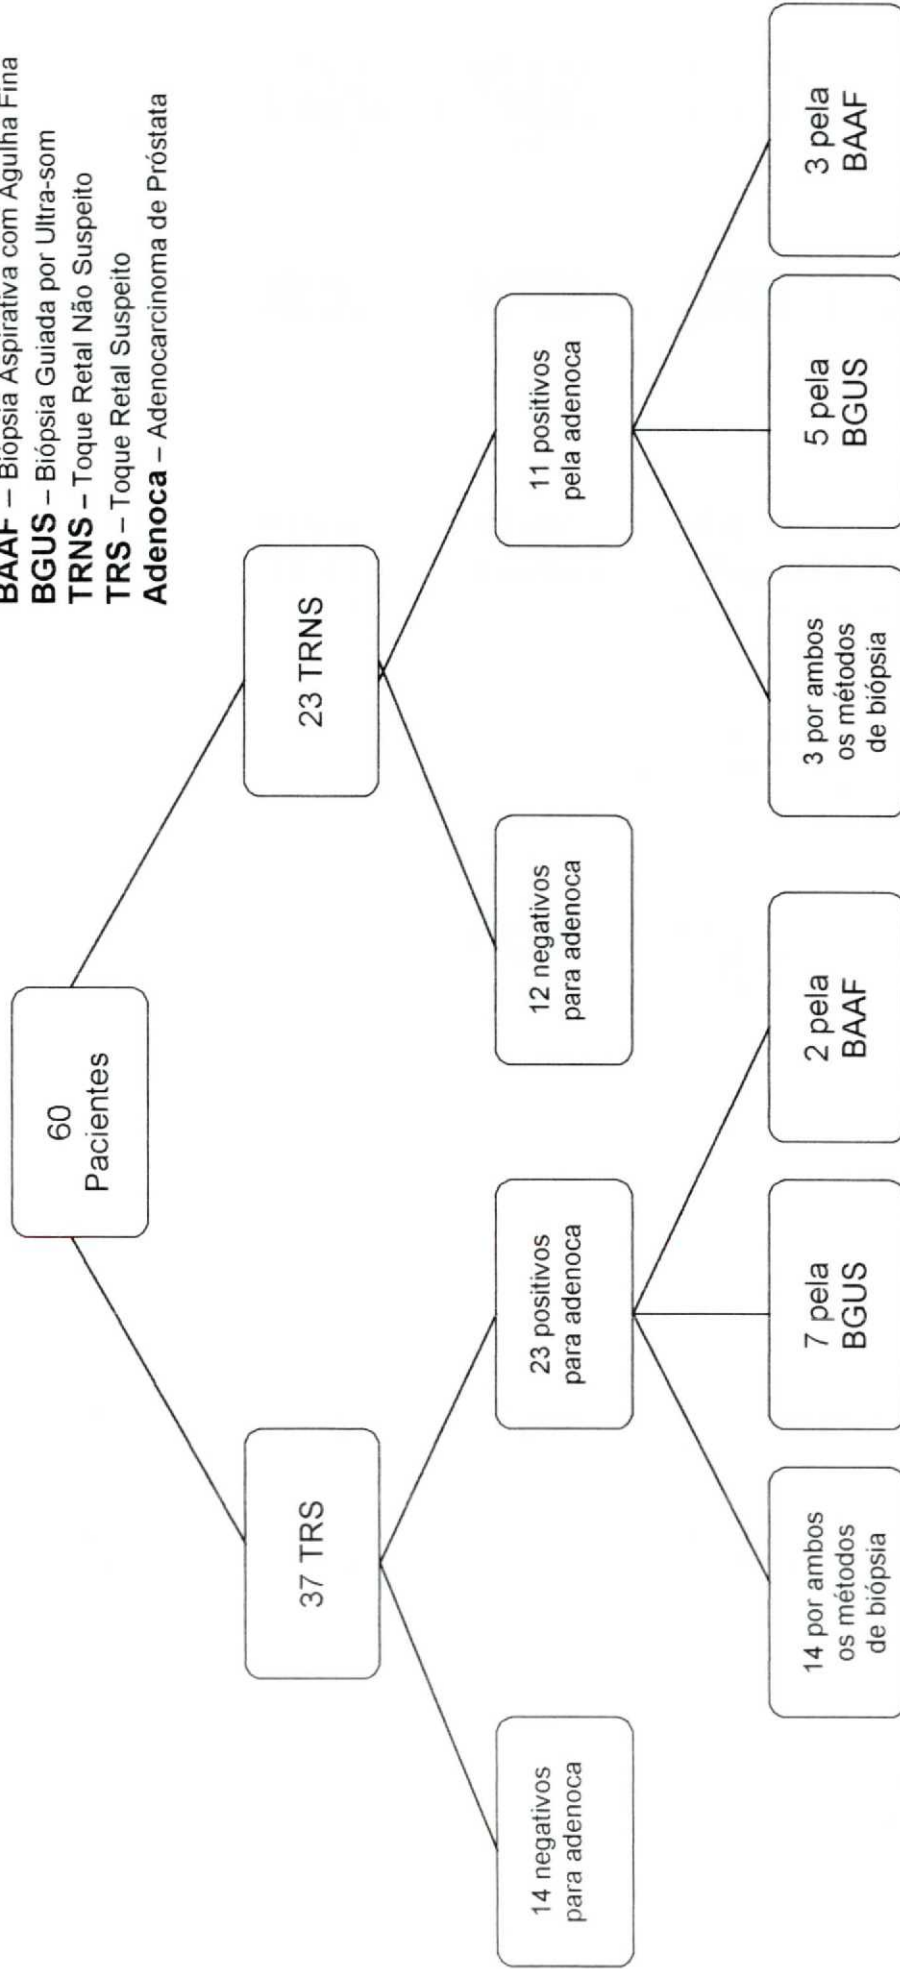 BAAF – Biópsia Aspirativa com Agulha Fina
BGUS – Biópsia Guiada por Ultra-som
TRNS – Toque Retal Não Suspeito
TRS – Toque Retal Suspeito
Adenoca – Adenocarcinoma de Próstata
60
Pacientes
37 TRS
23 TRNS
14 negativos
para adenoca
23 positivos
para adenoca
12 negativos
para adenoca
11 positivos
pela adenoca
14 por ambos
os métodos
de biópsia
7 pela
BGUS
2 pela
BAAF
3 por ambos
os métodos
de biópsia
5 pela
BGUS
3 pela
BAAF